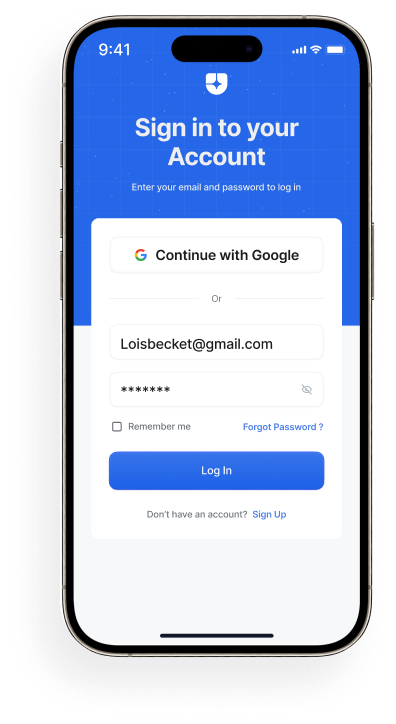 9:41
Sign in to your
Account
Enter your email and password to log in
Continue with Google
Or
Loisbecket@gmail.com
*******
Remember me
Forgot Password ?
Log In
Don't have an account? Sign Up